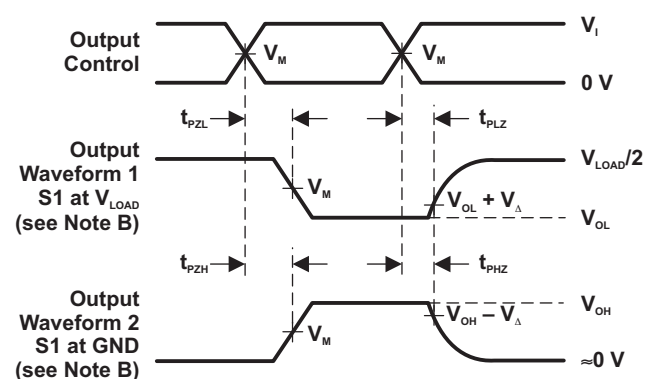 Output
Control
V_M
V_M
V_I
0 V
t_PZL
t_PLZ
Output
Waveform 1
S1 at V_LOAD
(see Note B)
V_M
V_OL + V_Δ
V_LOAD/2
V_OL
t_PZH
t_PHZ
Output
Waveform 2
S1 at GND
(see Note B)
V_M
V_OH – V_Δ
V_OH
≈0 V